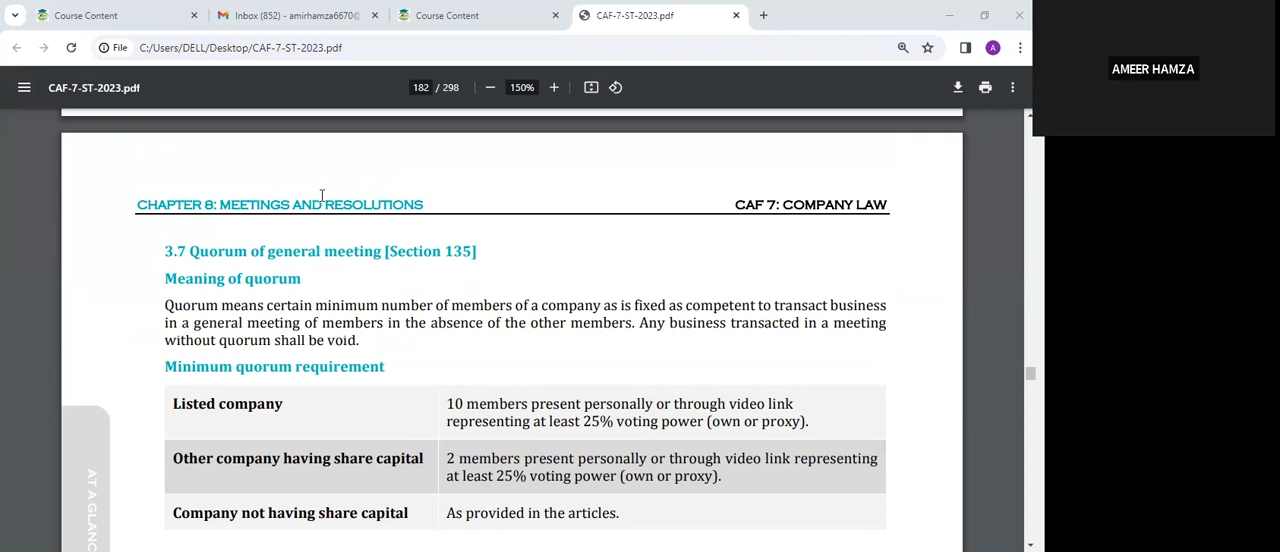 Course Content
Inbox (852) - amirhamza6670@
Course Content
CAF-7-ST-2023.pdf
File C:/Users/DELL/Desktop/CAF-7-ST-2023.pdf
A
AMEER HAMZA
CAF-7-ST-2023.pdf
182 / 298
150%
CHAPTER 8: MEETINGS AND RESOLUTIONS CAF 7: COMPANY LAW
3.7 Quorum of general meeting [Section 135]
Meaning of quorum
Quorum means certain minimum number of members of a company as is fixed as competent to transact business
in a general meeting of members in the absence of the other members. Any business transacted in a meeting
without quorum shall be void.
Minimum quorum requirement
Listed company
10 members present personally or through video link
representing at least 25% voting power (own or proxy).
Other company having share capital
2 members present personally or through video link representing
at least 25% voting power (own or proxy).
Company not having share capital
As provided in the articles.
AT A GLANC